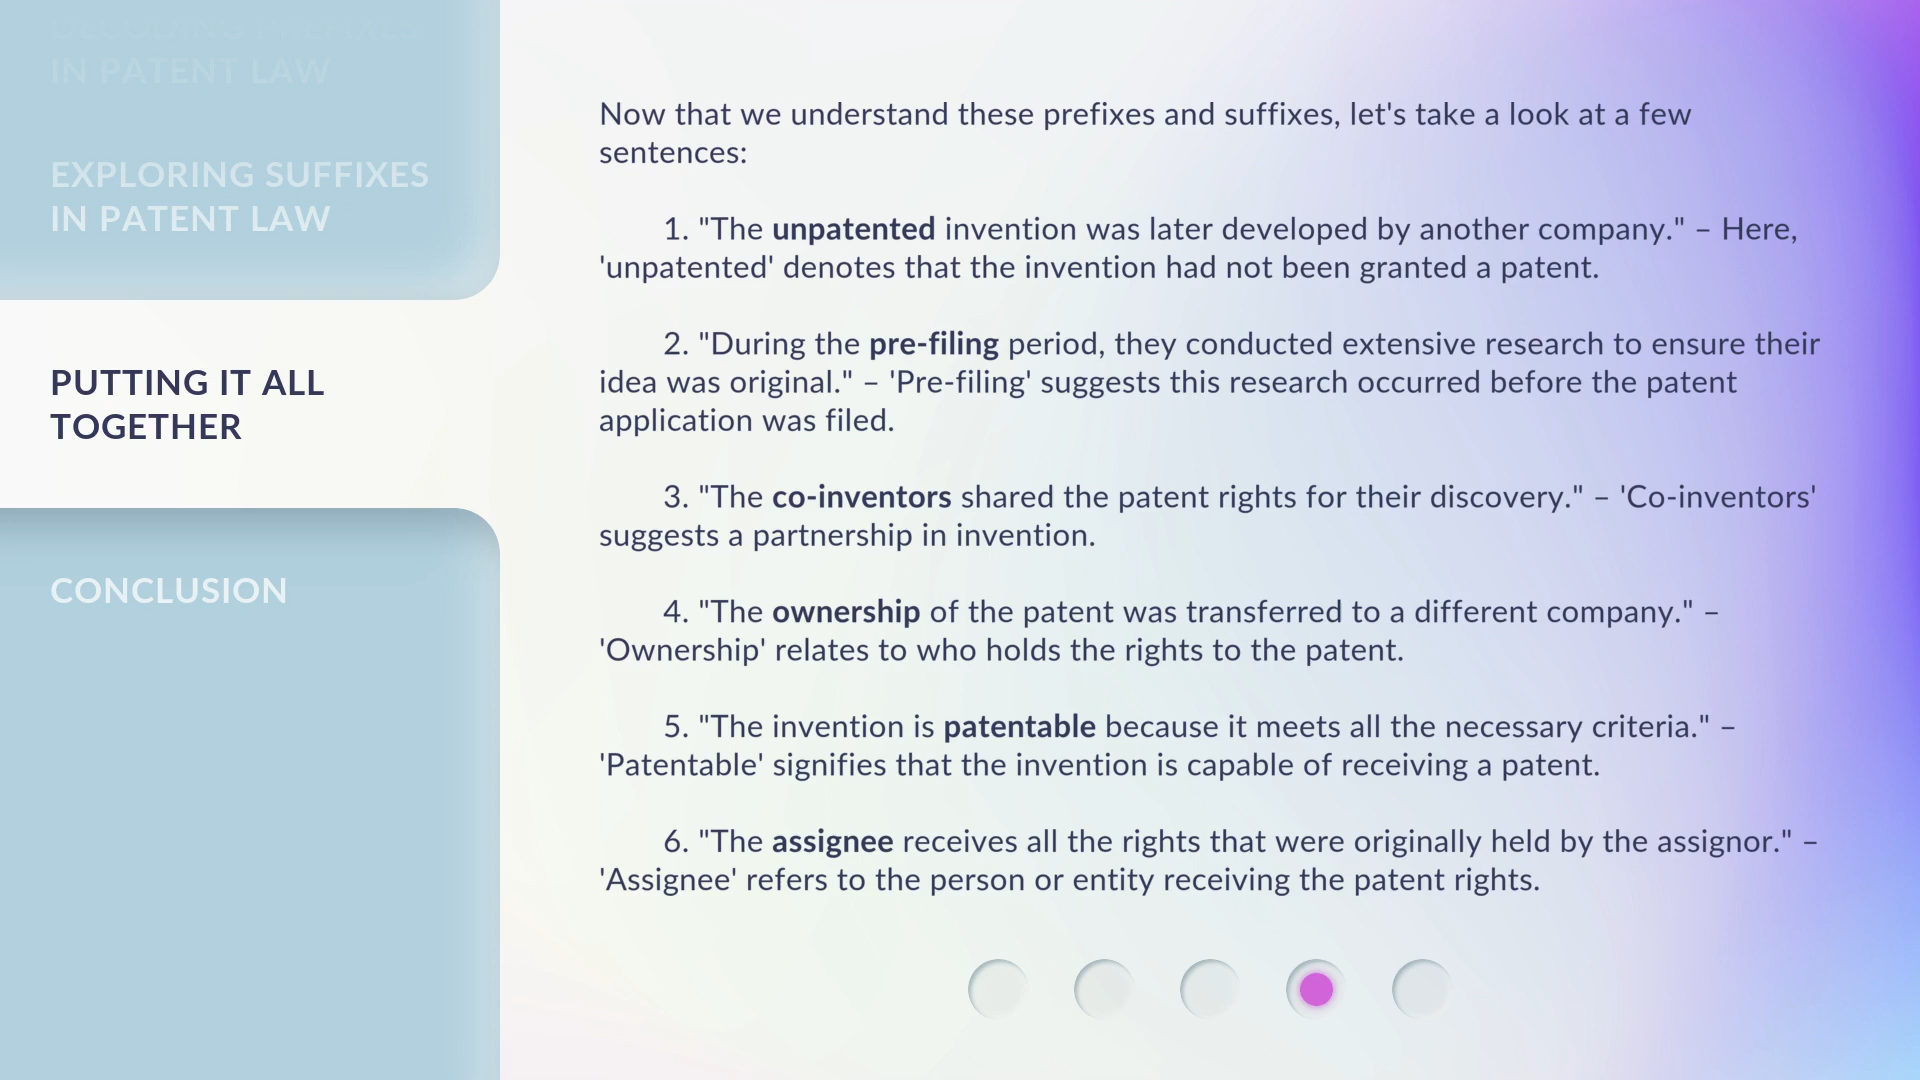 IN PATENT LAW
EXPLORING SUFFIXES
IN PATENT LAW
PUTTING IT ALL
TOGETHER
CONCLUSION
Now that we understand these prefixes and suffixes, let's take a look at a few
sentences:
1. "The unpatented invention was later developed by another company." – Here,
'unpatented' denotes that the invention had not been granted a patent.
2. "During the pre-filing period, they conducted extensive research to ensure their
idea was original." – 'Pre-filing' suggests this research occurred before the patent
application was filed.
3. "The co-inventors shared the patent rights for their discovery." – 'Co-inventors'
suggests a partnership in invention.
4. "The ownership of the patent was transferred to a different company." –
'Ownership' relates to who holds the rights to the patent.
5. "The invention is patentable because it meets all the necessary criteria." –
'Patentable' signifies that the invention is capable of receiving a patent.
6. "The assignee receives all the rights that were originally held by the assignor." –
'Assignee' refers to the person or entity receiving the patent rights.